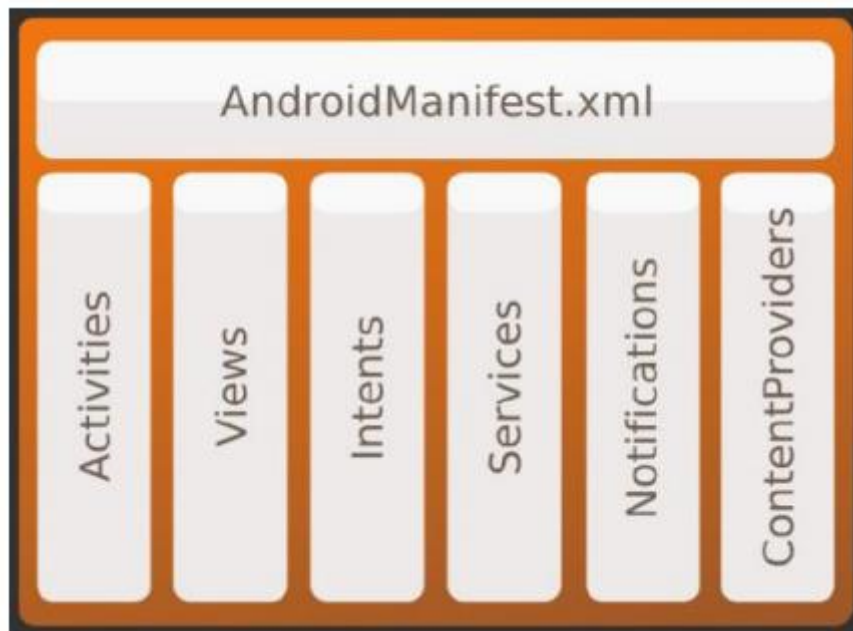 AndroidManifest.xml
Activities
Views
Intents
Services
Notifications
ContentProviders